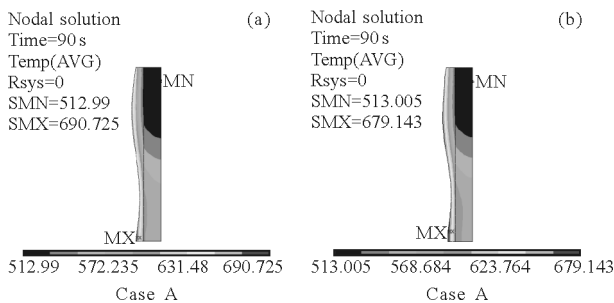 Nodal solution (a)
Time=90 s
Temp(AVG)
Rsys=0
SMN=512.99
SMX=690.725
MN
MX
512.99 572.235 631.48 690.725
Case A
Nodal solution (b)
Time=90 s
Temp(AVG)
Rsys=0
SMN=513.005
SMX=679.143
MN
MX
513.005 568.684 623.764 679.143
Case A